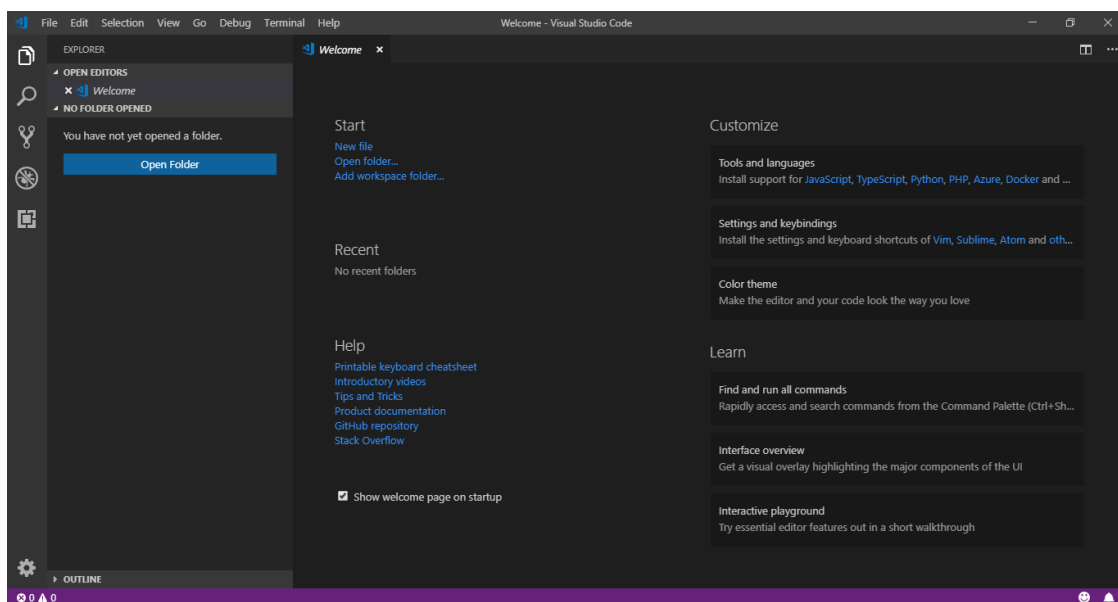 File Edit Selection View Go Debug Terminal Help
Welcome - Visual Studio Code
EXPLORER
OPEN EDITORS
Welcome
NO FOLDER OPENED
You have not yet opened a folder.
Open Folder
OUTLINE
Welcome
Start
New file
Open folder...
Add workspace folder...
Recent
No recent folders
Help
Printable keyboard cheatsheet
Introductory videos
Tips and Tricks
Product documentation
GitHub repository
Stack Overflow
Show welcome page on startup
Customize
Tools and languages
Install support for JavaScript, TypeScript, Python, PHP, Azure, Docker and ...
Settings and keybindings
Install the settings and keyboard shortcuts of Vim, Sublime, Atom and oth...
Color theme
Make the editor and your code look the way you love
Learn
Find and run all commands
Rapidly access and search commands from the Command Palette (Ctrl+Sh...
Interface overview
Get a visual overlay highlighting the major components of the UI
Interactive playground
Try essential editor features out in a short walkthrough
0 0